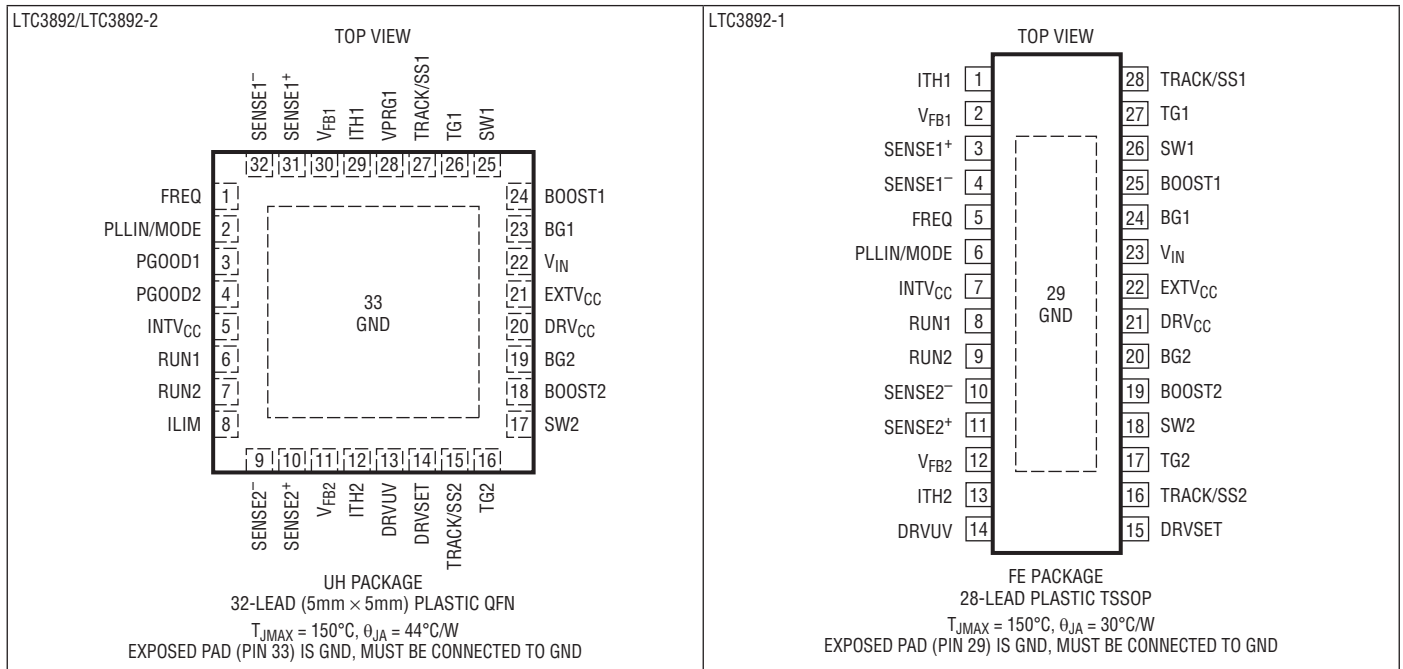 LTC3892/LTC3892-2
TOP VIEW
SENSE1⁻
SENSE1⁺
VFB1
ITH1
VPRG1
TRACK/SS1
TG1
SW1
32 31 30 29 28 27 26 25
FREQ 1
PLLIN/MODE 2
PGOOD1 3
PGOOD2 4
INTVCC 5
RUN1 6
RUN2 7
ILIM 8
33
GND
24 BOOST1
23 BG1
22 VIN
21 EXTVCC
20 DRVCC
19 BG2
18 BOOST2
17 SW2
9 10 11 12 13 14 15 16
SENSE2⁻
SENSE2⁺
VFB2
ITH2
DRVUV
DRVSET
TRACK/SS2
TG2
UH PACKAGE
32-LEAD (5mm × 5mm) PLASTIC QFN
TJMAX = 150°C, θJA = 44°C/W
EXPOSED PAD (PIN 33) IS GND, MUST BE CONNECTED TO GND
LTC3892-1
TOP VIEW
ITH1 1
VFB1 2
SENSE1⁺ 3
SENSE1⁻ 4
FREQ 5
PLLIN/MODE 6
INTVCC 7
RUN1 8
RUN2 9
SENSE2⁻ 10
SENSE2⁺ 11
VFB2 12
ITH2 13
DRVUV 14
29
GND
28 TRACK/SS1
27 TG1
26 SW1
25 BOOST1
24 BG1
23 VIN
22 EXTVCC
21 DRVCC
20 BG2
19 BOOST2
18 SW2
17 TG2
16 TRACK/SS2
15 DRVSET
FE PACKAGE
28-LEAD PLASTIC TSSOP
TJMAX = 150°C, θJA = 30°C/W
EXPOSED PAD (PIN 29) IS GND, MUST BE CONNECTED TO GND